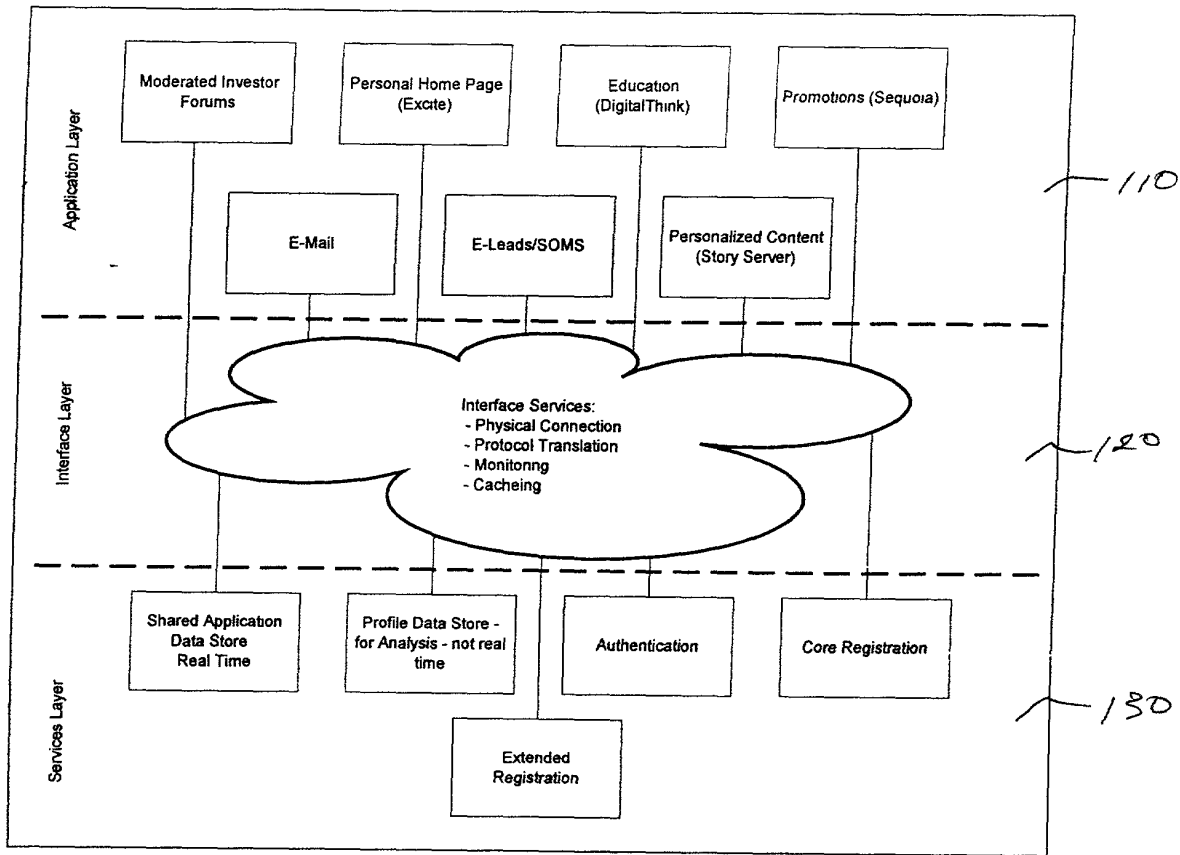 Application Layer
Moderated Investor
Forums
Personal Home Page
(Excite)
Education
(DigitalThink)
Promotions (Sequoia)
110
E-Mail
E-Leads/SOMS
Personalized Content
(Story Server)
Interface Layer
Interface Services:
- Physical Connection
- Protocol Translation
- Monitoring
- Cacheing
120
Services Layer
Shared Application
Data Store
Real Time
Profile Data Store -
for Analysis - not real
time
Authentication
Core Registration
130
Extended
Registration